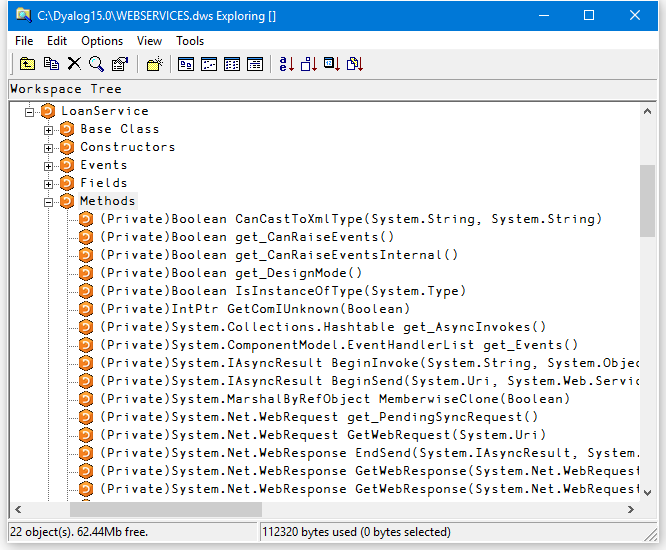 C:\Dyalog15.0\WEBSERVICES.dws Exploring []
File Edit Options View Tools
Workspace Tree
LoanService
Base Class
Constructors
Events
Fields
Methods
(Private)Boolean CanCastToXmlType(System.String, System.String)
(Private)Boolean get_CanRaiseEvents()
(Private)Boolean get_CanRaiseEventsInternal()
(Private)Boolean get_DesignMode()
(Private)Boolean IsInstanceOfType(System.Type)
(Private)IntPtr GetComIUnknown(Boolean)
(Private)System.Collections.Hashtable get_AsyncInvokes()
(Private)System.ComponentModel.EventHandlerList get_Events()
(Private)System.IAsyncResult BeginInvoke(System.String, System.Objec
(Private)System.IAsyncResult BeginSend(System.Uri, System.Web.Servic
(Private)System.MarshalByRefObject MemberwiseClone(Boolean)
(Private)System.Net.WebRequest get_PendingSyncRequest()
(Private)System.Net.WebRequest GetWebRequest(System.Uri)
(Private)System.Net.WebResponse EndSend(System.IAsyncResult, System.
(Private)System.Net.WebResponse GetWebResponse(System.Net.WebRequest
(Private)System.Net.WebResponse GetWebResponse(System.Net.WebRequest
22 object(s). 62.44Mb free. 112320 bytes used (0 bytes selected)